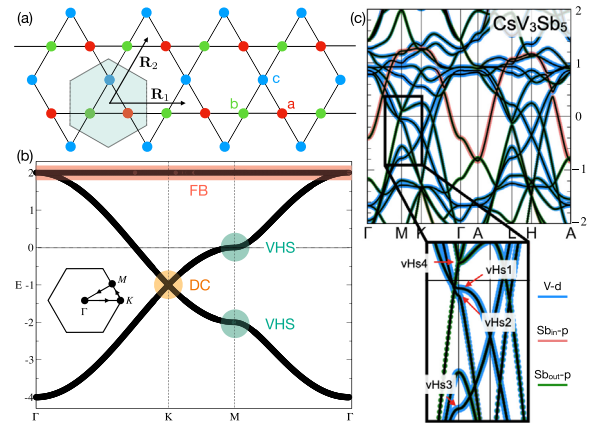 (a)
R₂
R₁
c
b
a
(b)
2
1
0
E -1
-2
-3
-4
FB
VHS
DC
VHS
M
K
Γ
Γ K M Γ
(c)
CsV₃Sb₅
2
1
0
-1
-2
Γ M K Γ A L H A
vHs4
vHs1
vHs2
vHs3
V-d
Sbᵢₙ-p
Sbₒᵤₜ-p